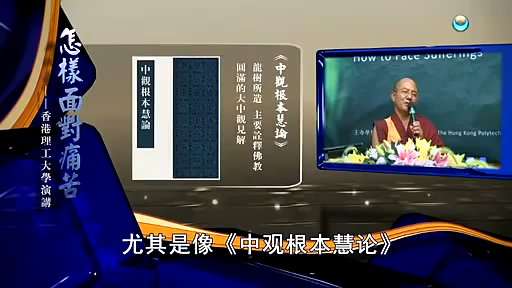 怎樣面對痛苦
——香港理工大學演講
中觀根本慧論
《中觀根本慧論》
龍樹所造 主要詮釋佛教
圓滿的大中觀見解
How to Face Sufferings
The Hong Kong Polytech
尤其是像《中观根本慧论》